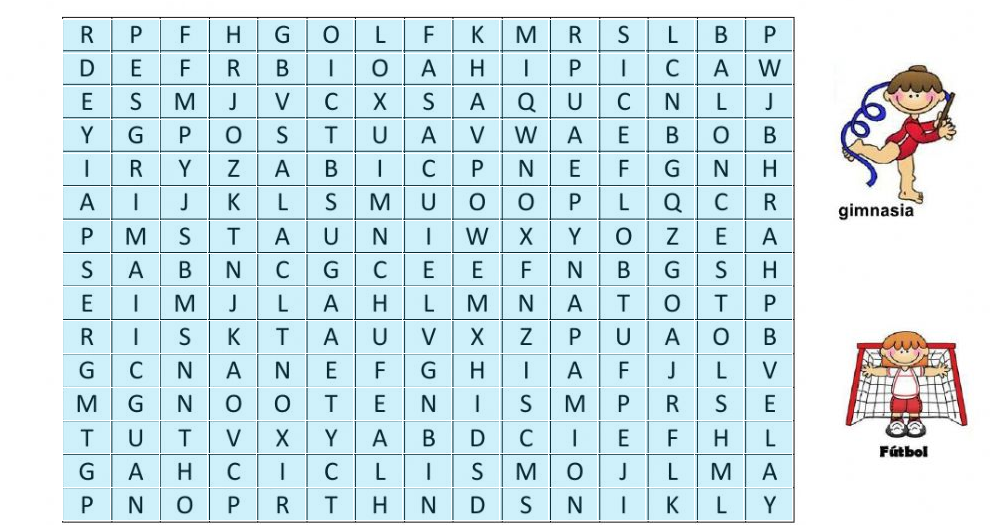 R P F H G O L F K M R S L B P
D E F R B I O A H I P I C A W
E S M J V C X S A Q U C N L J
Y G P O S T U A V W A E B O B
I R Y Z A B I C P N E F G N H
A I J K L S M U O O P L Q C R
P M S T A U N I W X Y O Z E A
S A B N C G C E E F N B G S H
E I M J L A H L M N A T O T P
R I S K T A U V X Z P U A O B
G C N A N E F G H I A F J L V
M G N O O T E N I S M P R S E
T U T V X Y A B D C I E F H L
G A H C I C L I S M O J L M A
P N O P R T H N D S N I K L Y
gimnasia
Fútbol